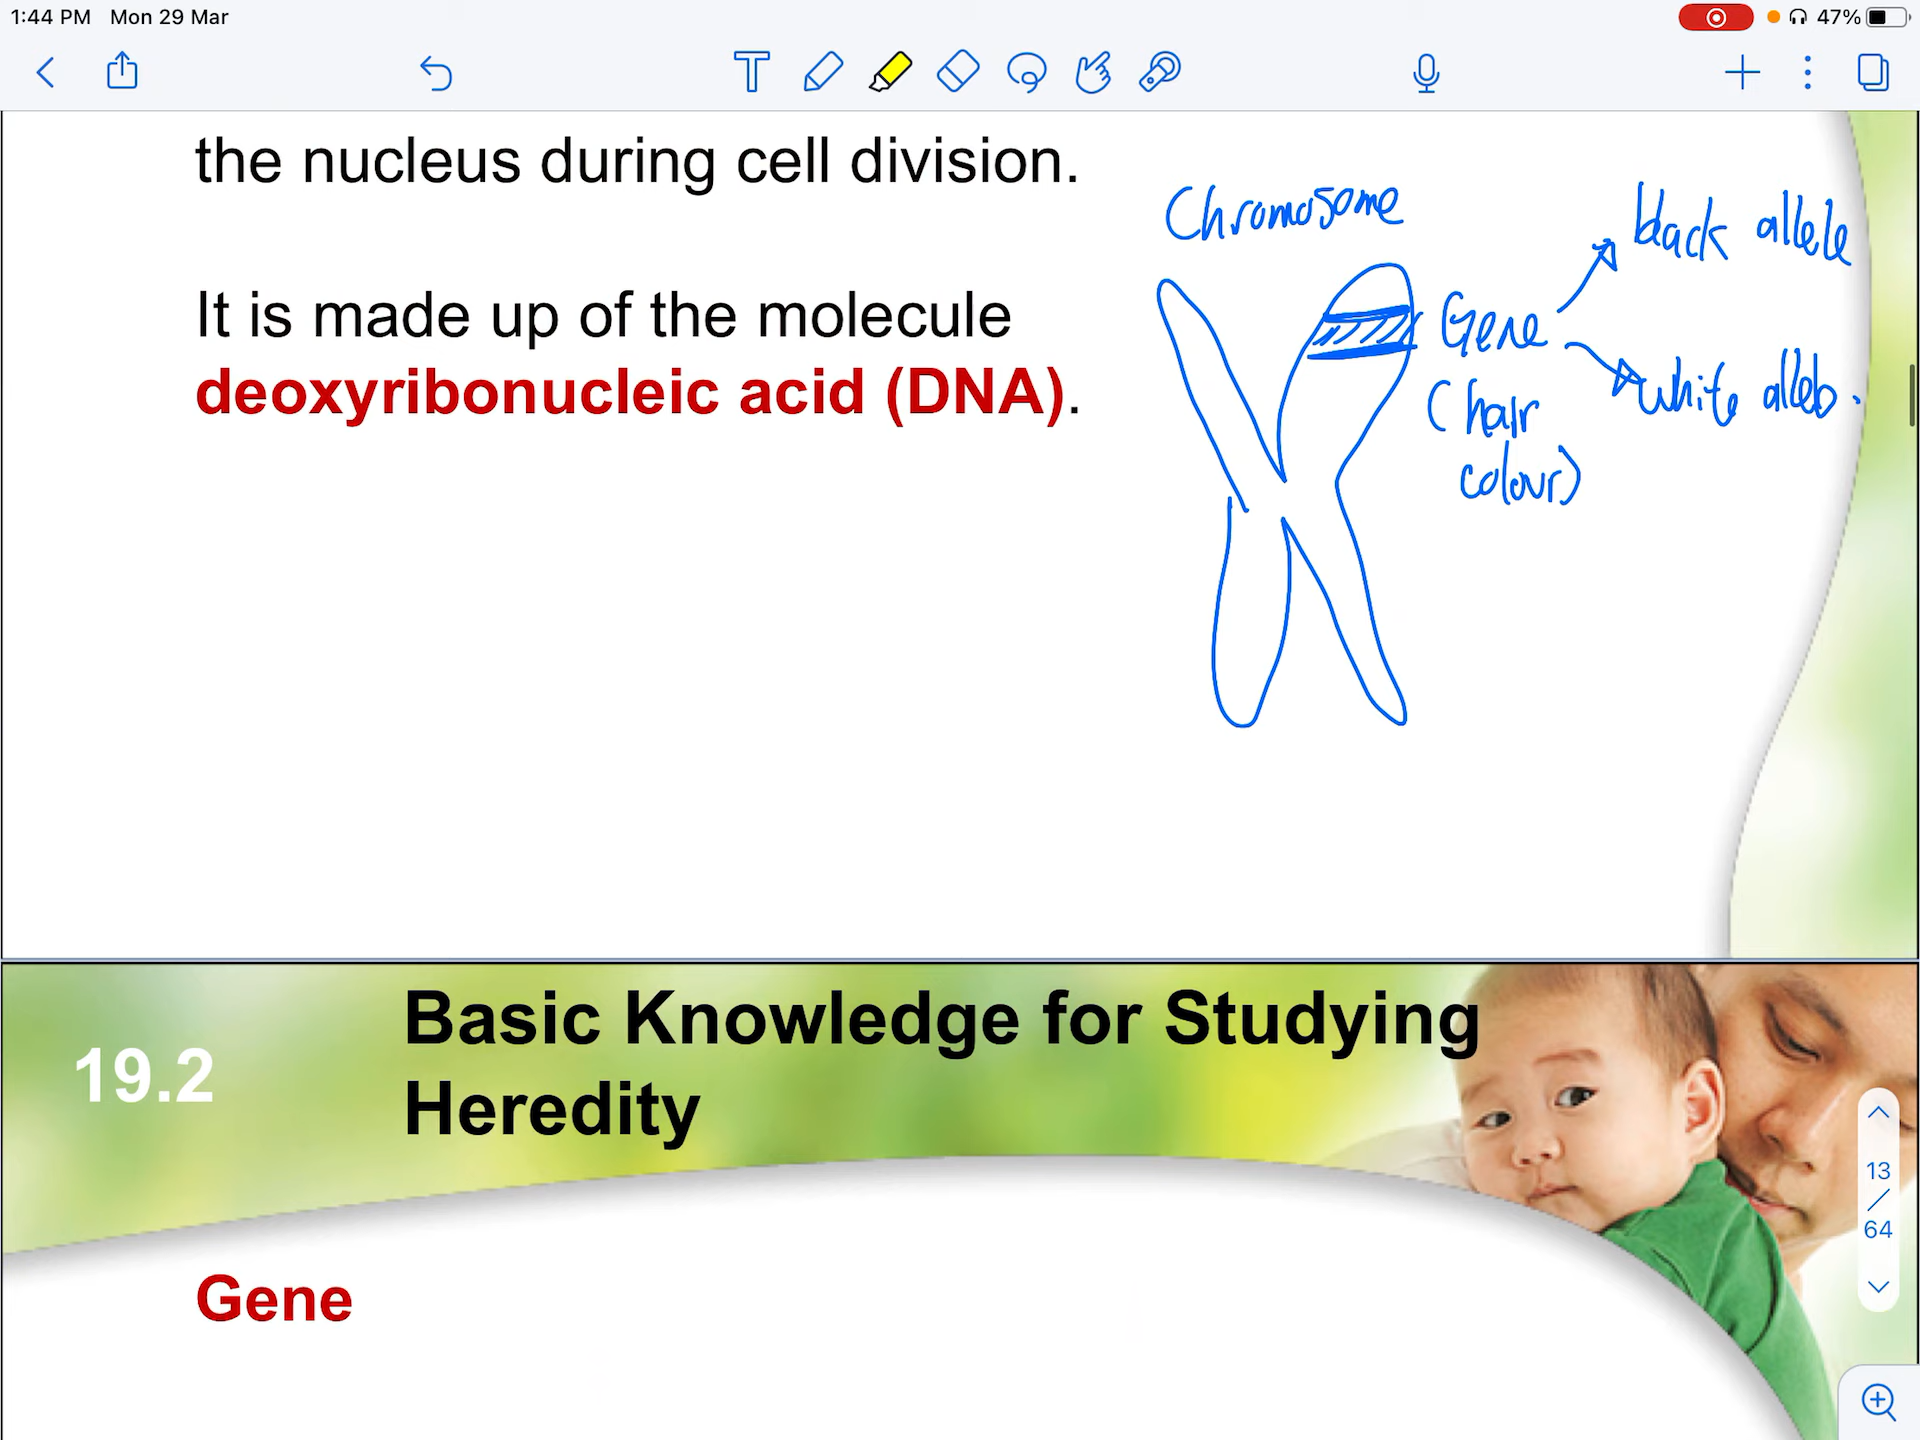 1:44 PM Mon 29 Mar
47%
T
the nucleus during cell division.
It is made up of the molecule
deoxyribonucleic acid (DNA).
Chromosome
Gene
(hair
colour)
black allele
white allele.
19.2
Basic Knowledge for Studying
Heredity
Gene
13
/
64